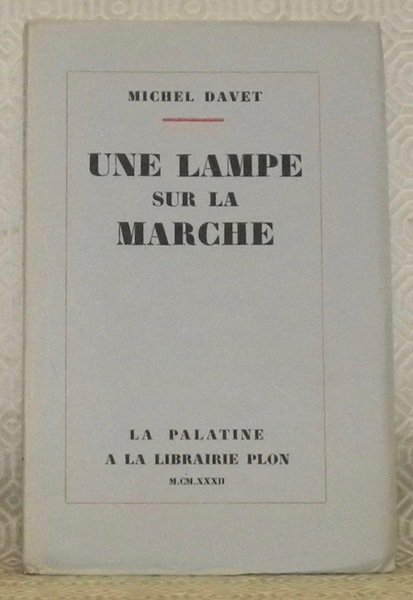 MICHEL DAVET
UNE LAMPE
SUR LA
MARCHE
LA PALATINE
A LA LIBRAIRIE PLON
M.CM.XXXII